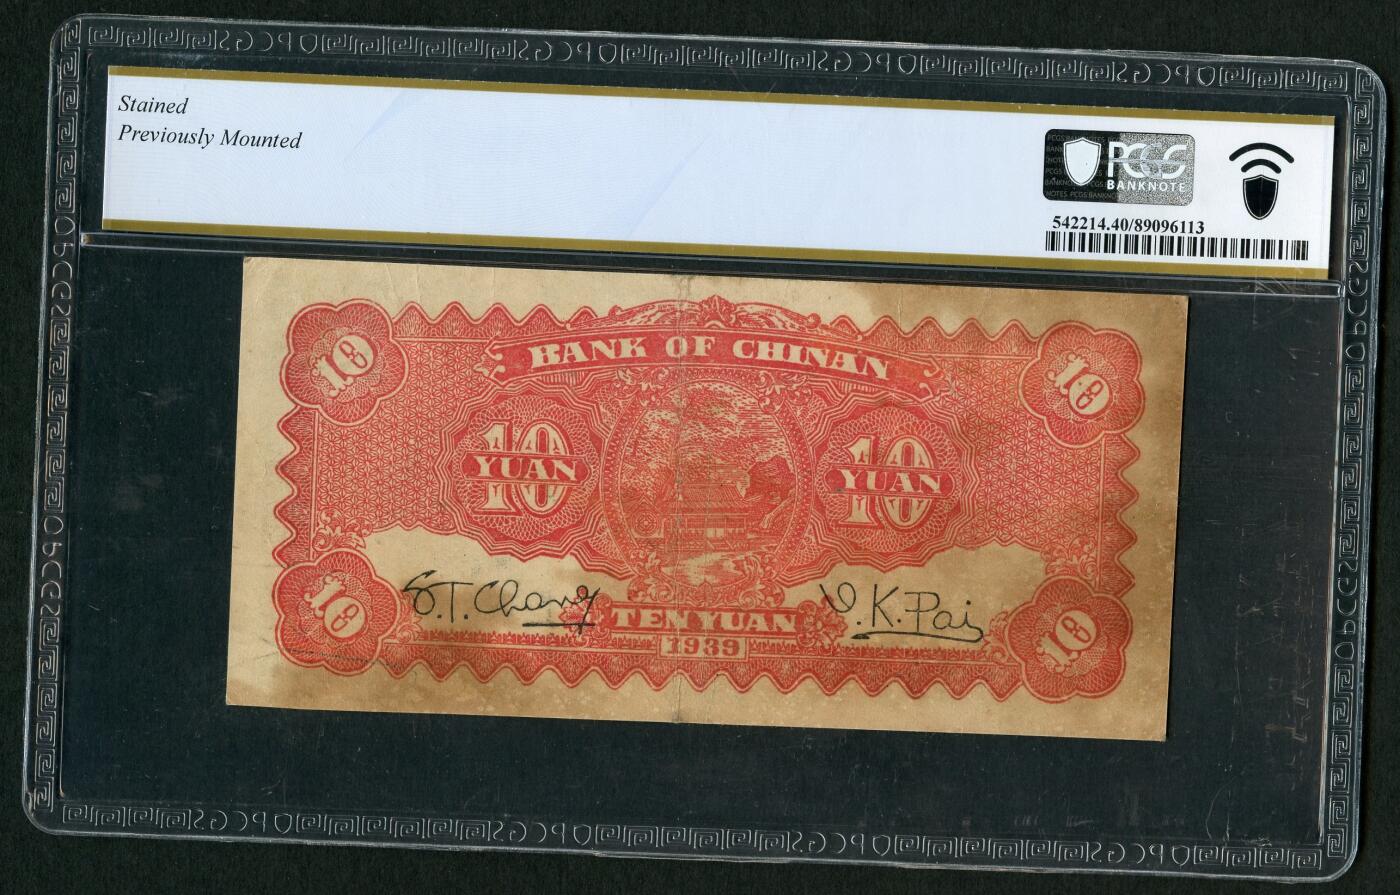 Stained
Previously Mounted
PCGS
BANKNOTE
542214.40/89096113
10
10
BANK OF CHINAN
10
YUAN
10
YUAN
10
10
S.T. Chang
V.K. Pai
TEN YUAN
1939